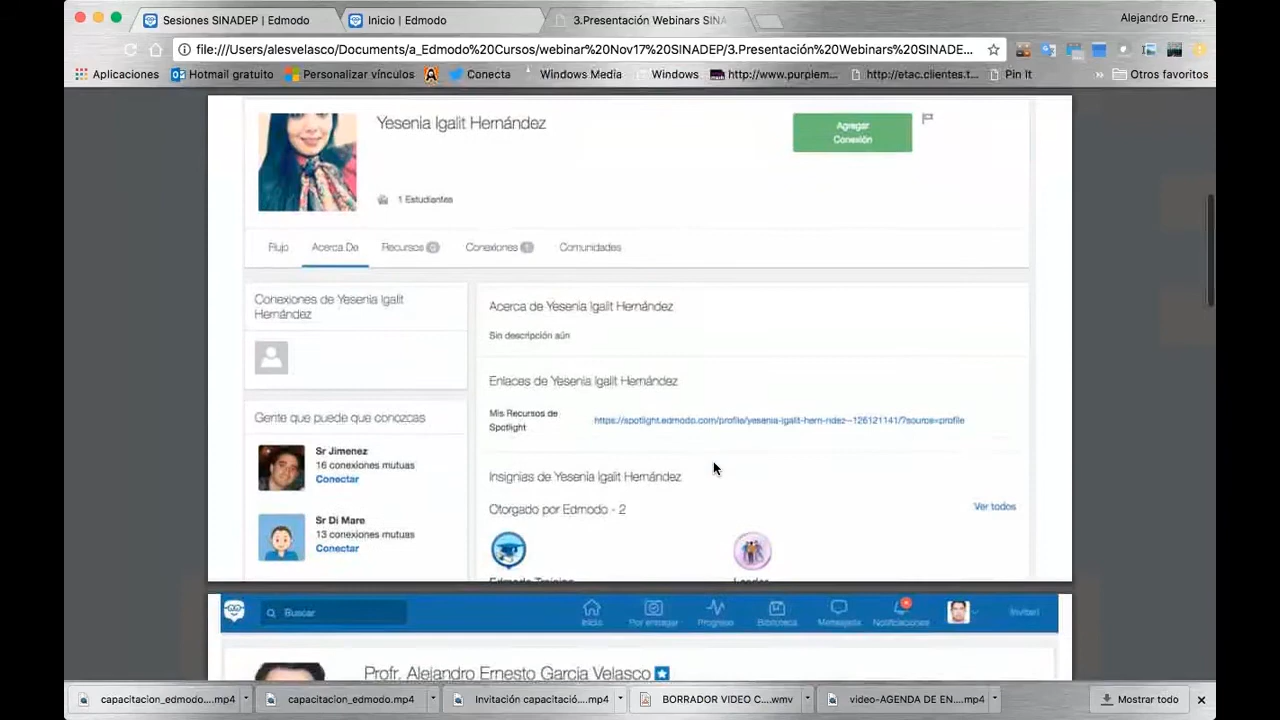 Sesiones SINADEP | Edmodo
Inicio | Edmodo
3.Presentación Webinars SINA
Alejandro Erne...
file:///Users/alesvelasco/Documents/a_Edmodo%20Cursos/webinar%20Nov17%20SINADEP/3.Presentación%20Webinars%20SINADE...
Aplicaciones
Hotmail gratuito
Personalizar vínculos
Conecta
Windows Media
Windows
http://www.purpiem...
http://etac.clientes.t...
Pin It
»
Otros favoritos
Yesenia Igalit Hernández
Agregar
Conexión
1 Estudiantes
Flujo
Acerca De
Recursos 0
Conexiones 1
Comunidades
Conexiones de Yesenia Igalit
Hernández
Acerca de Yesenia Igalit Hernández
Sin descripción aún
Enlaces de Yesenia Igalit Hernández
Mis Recursos de
Spotlight
https://spotlight.edmodo.com/profile/yesenia-igalit-hern-ndez--126121141/?source=profile
Gente que puede que conozcas
Sr Jimenez
16 conexiones mutuas
Conectar
Insignias de Yesenia Igalit Hernández
Otorgado por Edmodo - 2
Ver todos
Sr Di Mare
13 conexiones mutuas
Conectar
Edmodo Training
Leader
Buscar
Inicio
Por entregar
Progreso
Biblioteca
Mensajes
Notificaciones
Profr. Alejandro Ernesto Garcia Velasco
capacitacion_edmodo....mp4
capacitacion_edmodo.mp4
Invitación capacitació....mp4
BORRADOR VIDEO C....wmv
video-AGENDA DE EN....mp4
Mostrar todo